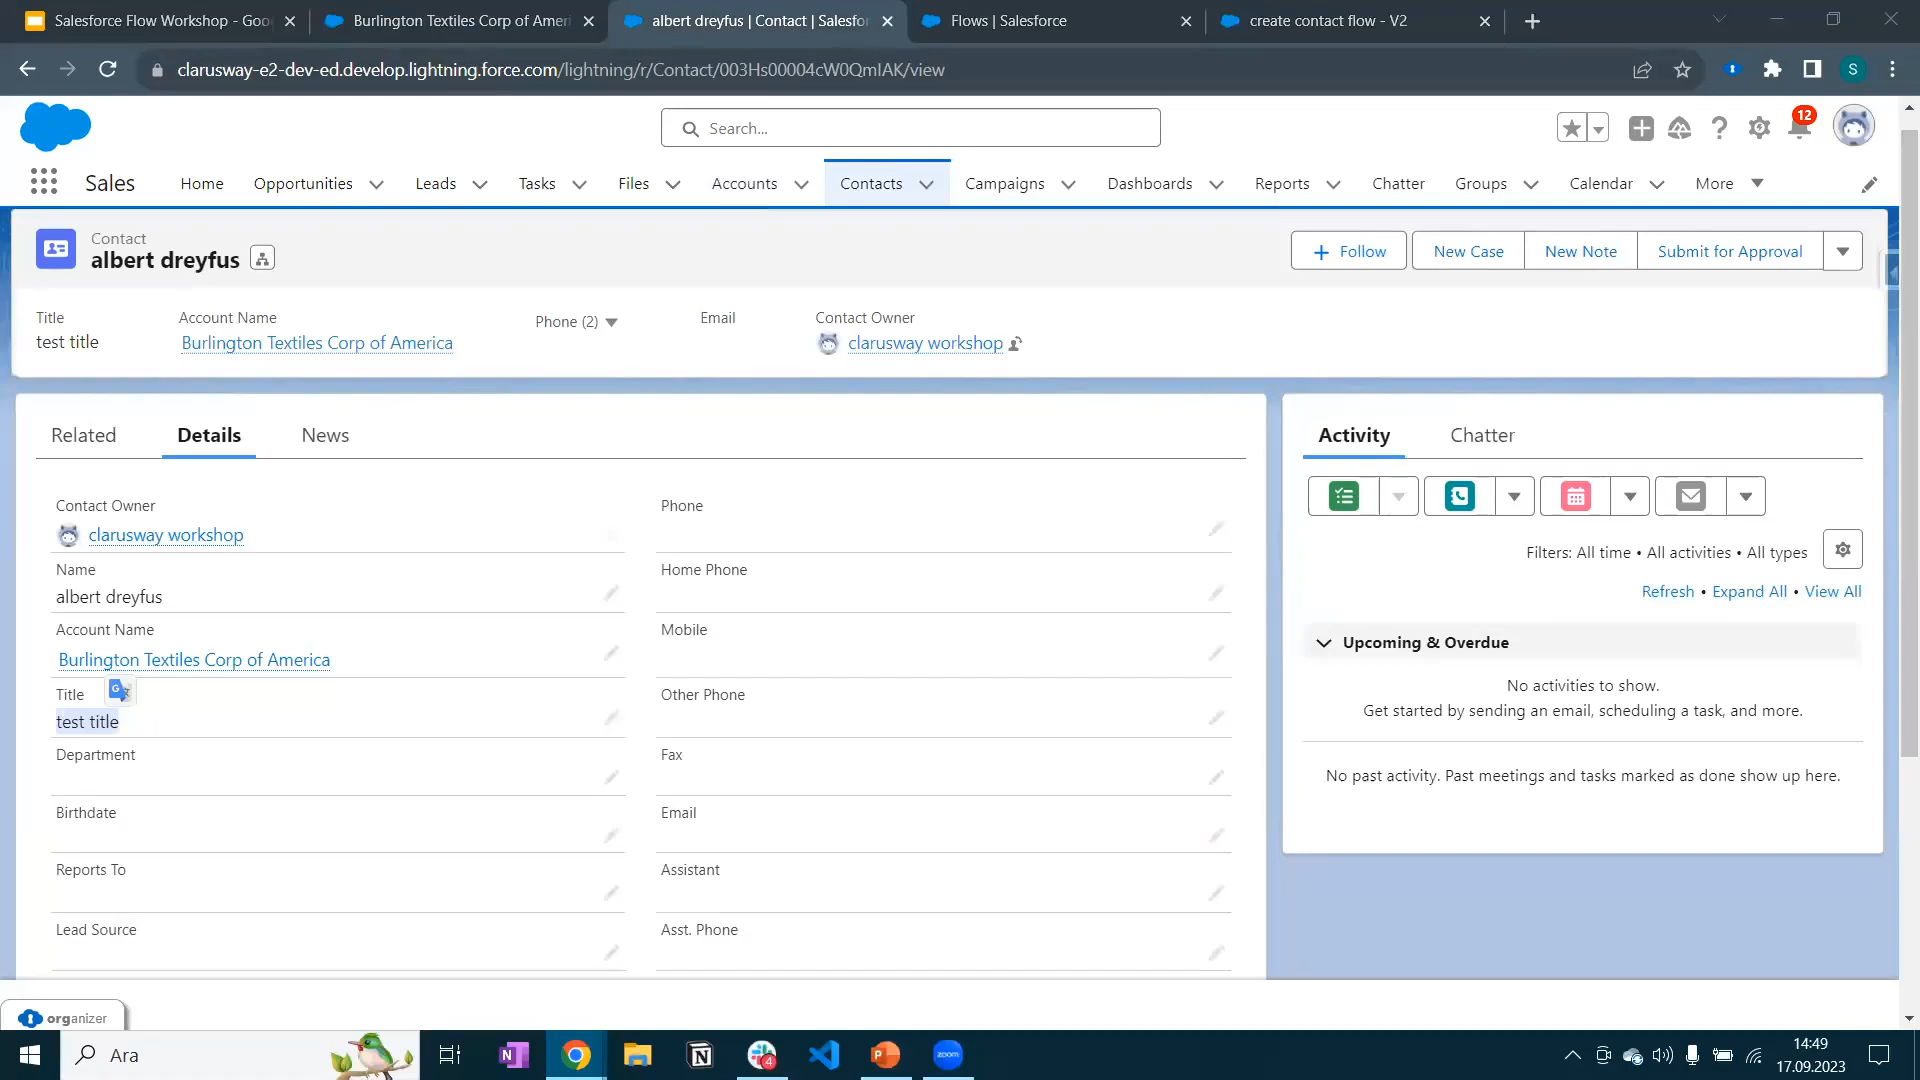 Salesforce Flow Workshop - Goo
Burlington Textiles Corp of Ameri
albert dreyfus | Contact | Salesfor
Flows | Salesforce
create contact flow - V2
clarusway-e2-dev-ed.develop.lightning.force.com/lightning/r/Contact/003Hs00004cW0QmIAK/view
S
Search...
12
Sales
Home
Opportunities
Leads
Tasks
Files
Accounts
Contacts
Campaigns
Dashboards
Reports
Chatter
Groups
Calendar
More
Contact
albert dreyfus
Follow
New Case
New Note
Submit for Approval
Title
test title
Account Name
Burlington Textiles Corp of America
Phone (2)
Email
Contact Owner
clarusway workshop
Related
Details
News
Contact Owner
clarusway workshop
Name
albert dreyfus
Account Name
Burlington Textiles Corp of America
Title
test title
Department
Birthdate
Reports To
Lead Source
Phone
Home Phone
Mobile
Other Phone
Fax
Email
Assistant
Asst. Phone
Activity
Chatter
Filters: All time • All activities • All types
Refresh • Expand All • View All
Upcoming & Overdue
No activities to show.
Get started by sending an email, scheduling a task, and more.
No past activity. Past meetings and tasks marked as done show up here.
organizer
Ara
N
N
4
P
zoom
14:49
17.09.2023